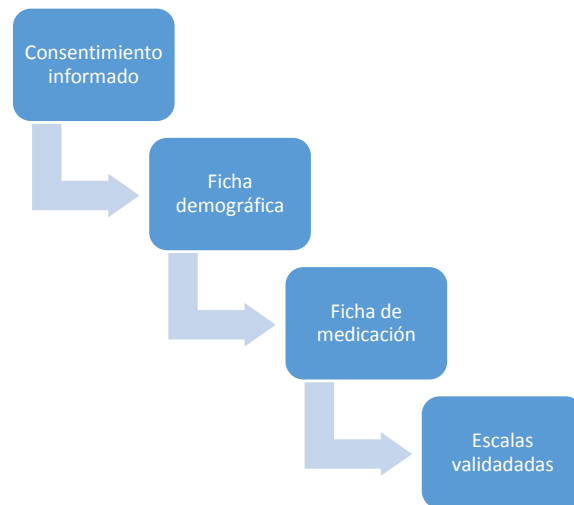 Consentimiento
informado
Ficha
demográfica
Ficha de
medicación
Escalas
validadadas